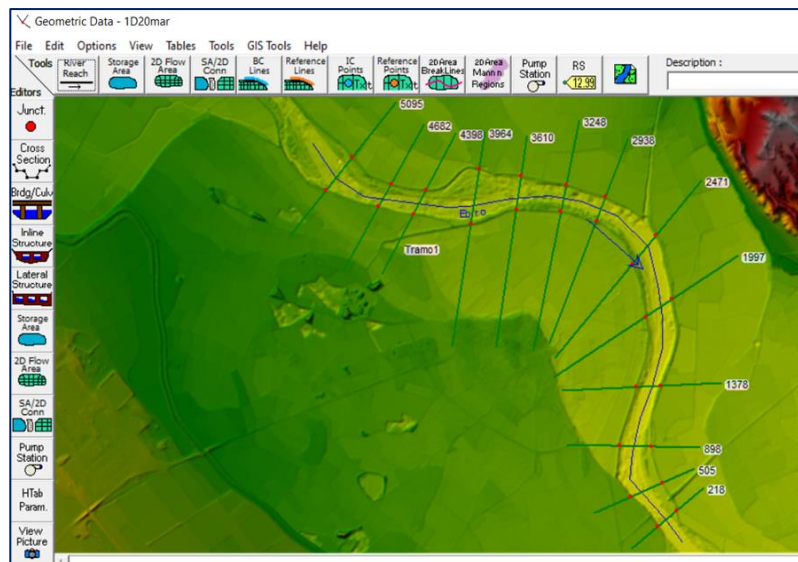 Geometric Data - 1D20mar
File Edit Options View Tables Tools GIS Tools Help
Tools
Editors
River
Reach
Storage
Area
2D Flow
Area
SA/2D
Conn
BC
Lines
Reference
Lines
IC
Points
Reference
Points
2D Area
BreakLines
2D Area
Mann n
Regions
Pump
Station
RS
12.99
Description :
Junct.
Cross
Section
Brdg/Culv
Inline
Structure
Lateral
Structure
Storage
Area
2D Flow
Area
SA/2D
Conn
Pump
Station
HTab
Param.
View
Picture
5095
4682
4398
3964
3610
3248
2938
2471
1997
1378
898
505
218
Tramo1